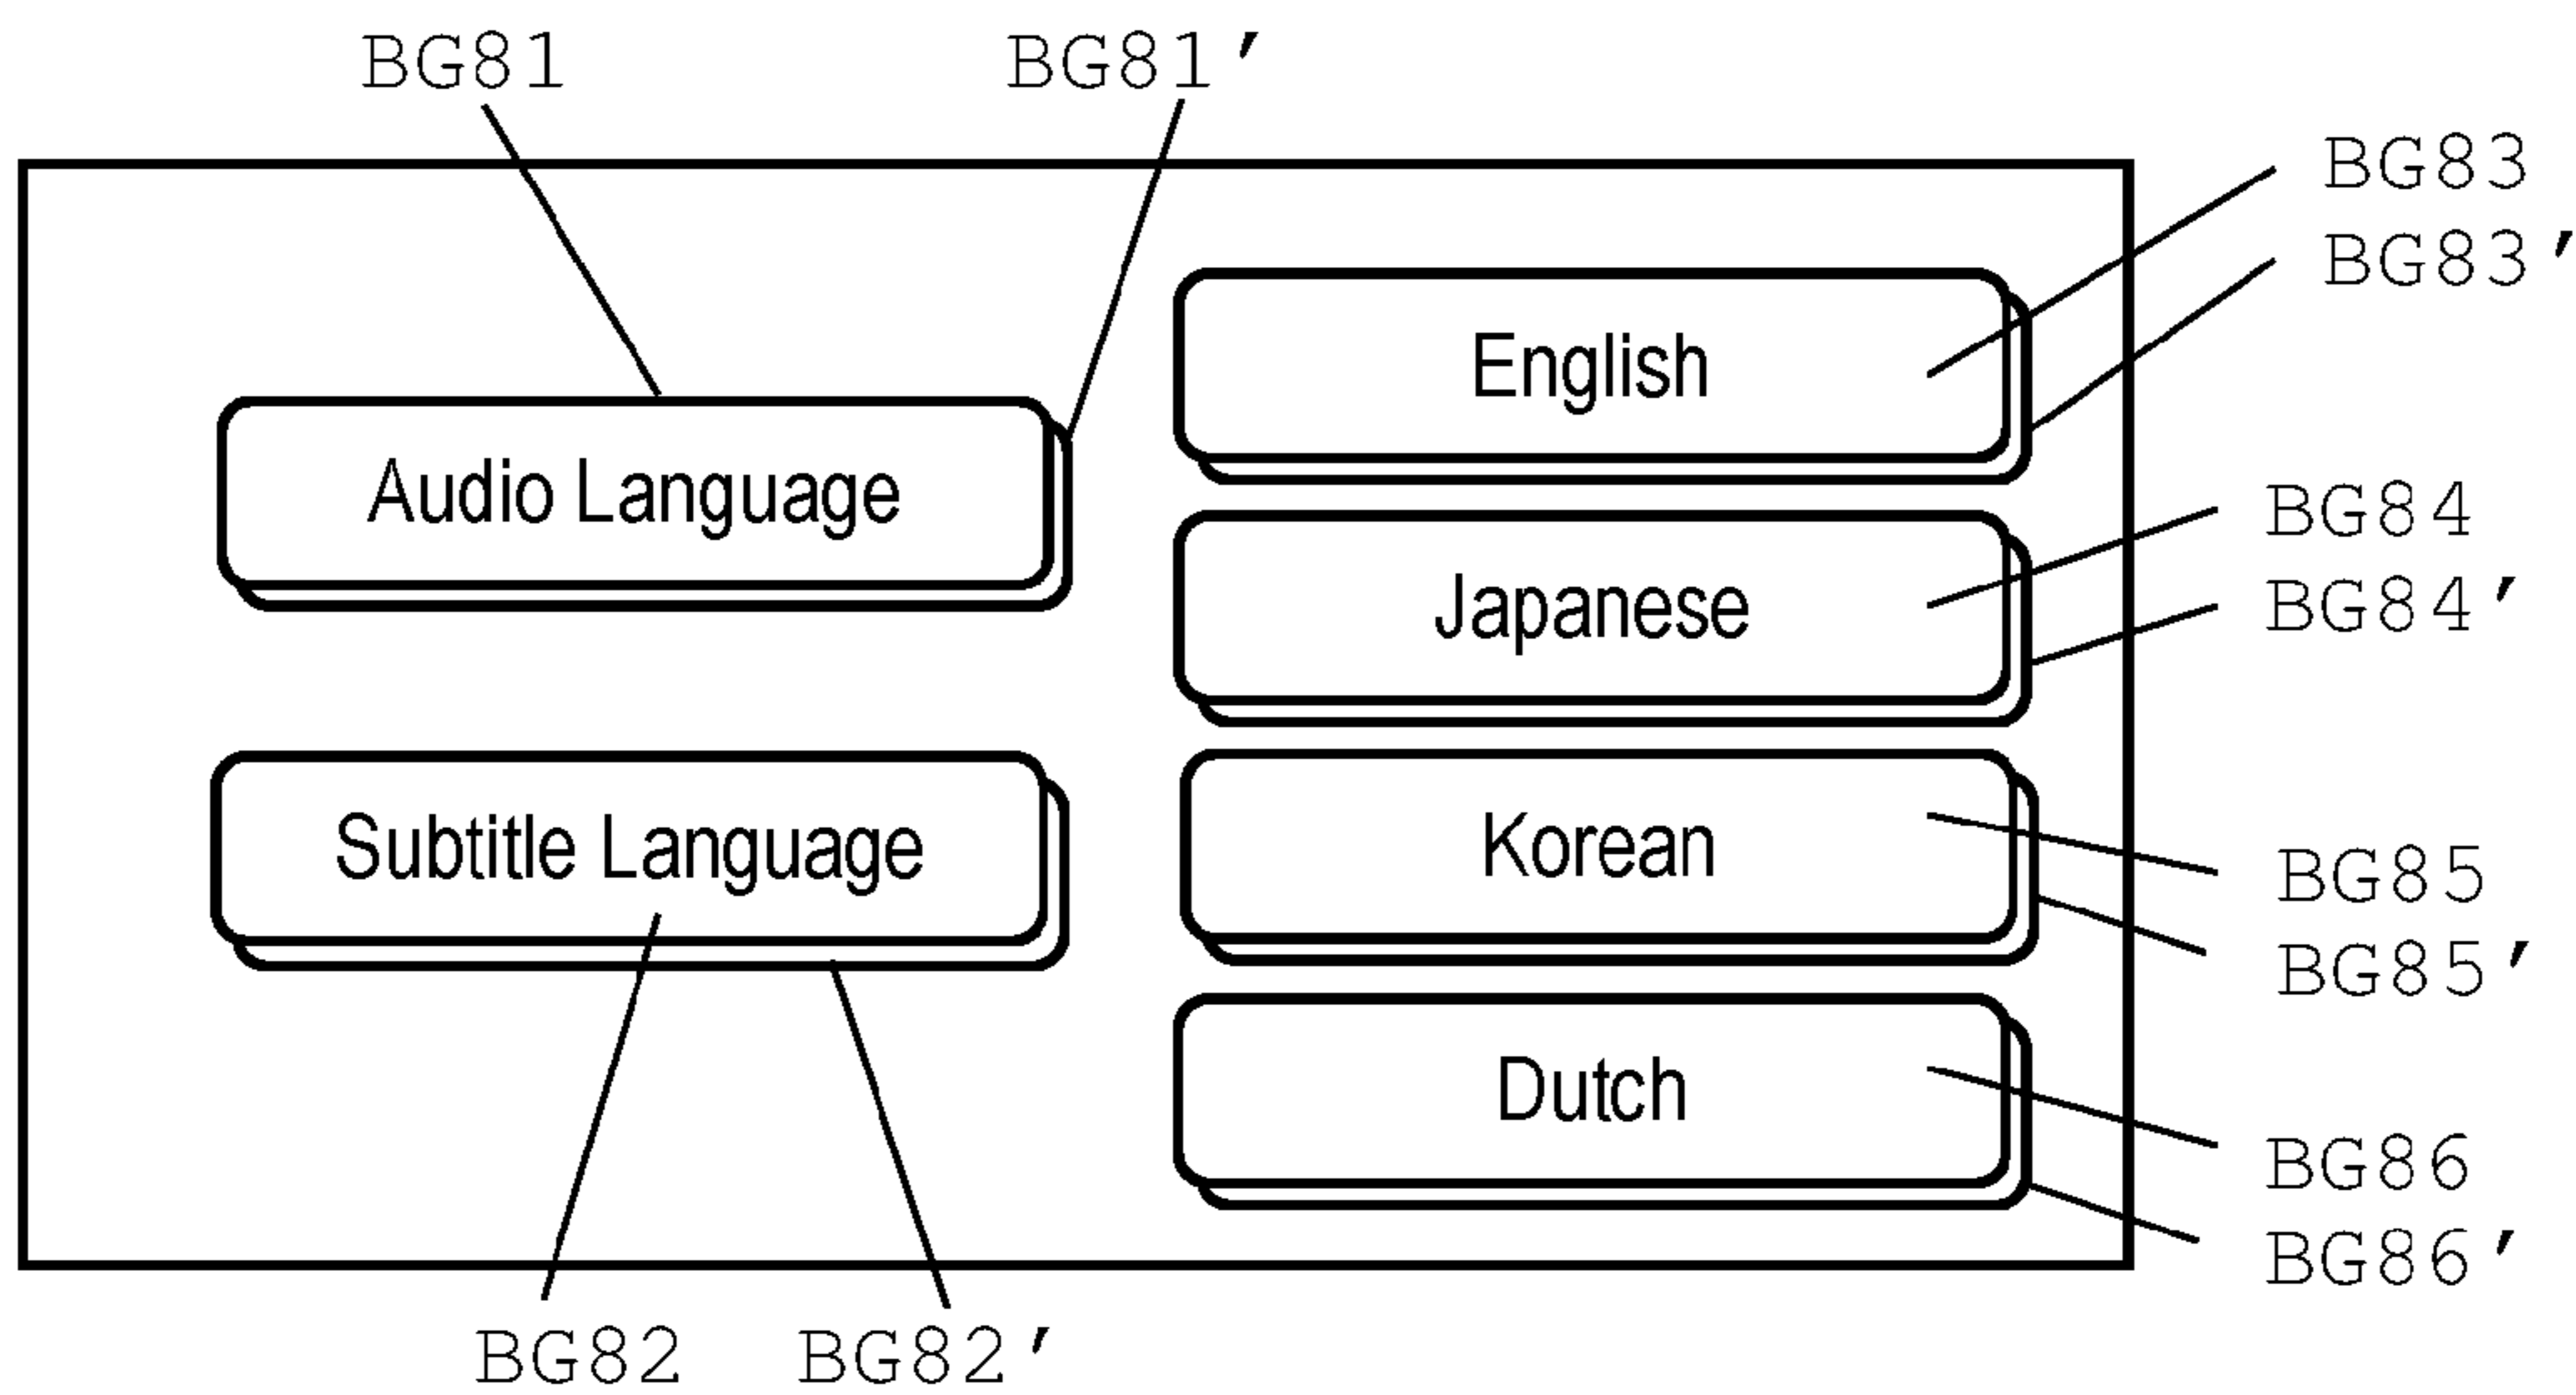 BG81 BG81'
BG83
BG83'
English
Audio Language
BG84
Japanese
BG84'
Subtitle Language
Korean
BG85
BG85'
Dutch
BG86
BG86'
BG82 BG82'